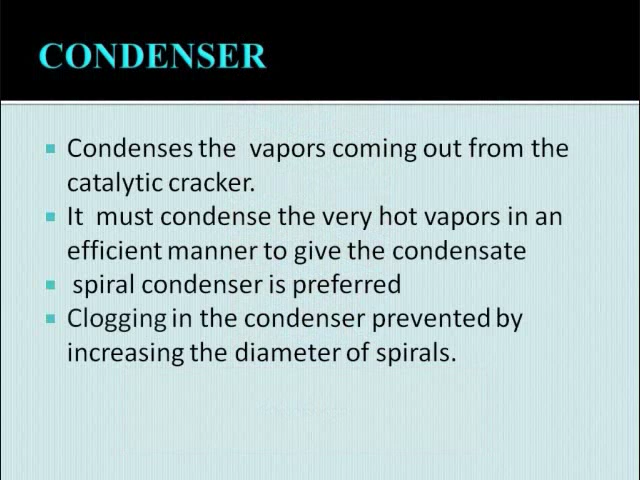 CONDENSER
Condenses the vapors coming out from the
catalytic cracker.
It must condense the very hot vapors in an
efficient manner to give the condensate
spiral condenser is preferred
Clogging in the condenser prevented by
increasing the diameter of spirals.